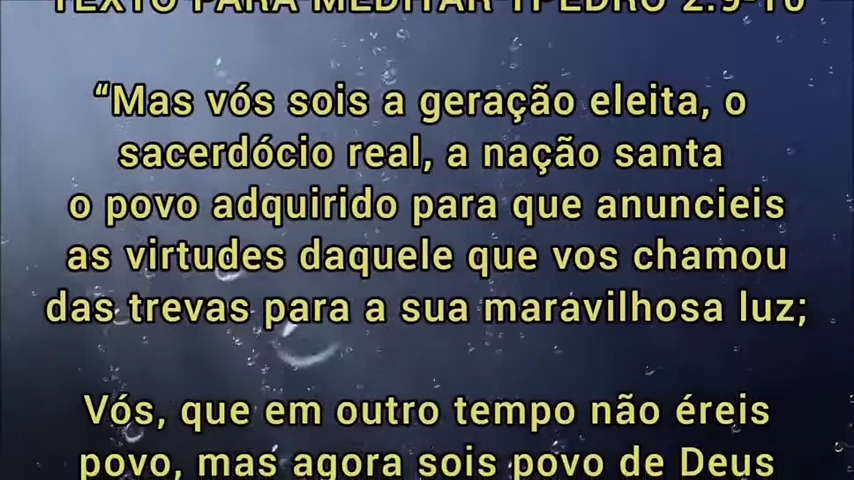 TEXTO PARA MEDITAR 1PEDRO 2:9-10
“Mas vós sois a geração eleita, o
sacerdócio real, a nação santa
o povo adquirido para que anuncieis
as virtudes daquele que vos chamou
das trevas para a sua maravilhosa luz;
Vós, que em outro tempo não éreis
povo, mas agora sois povo de Deus